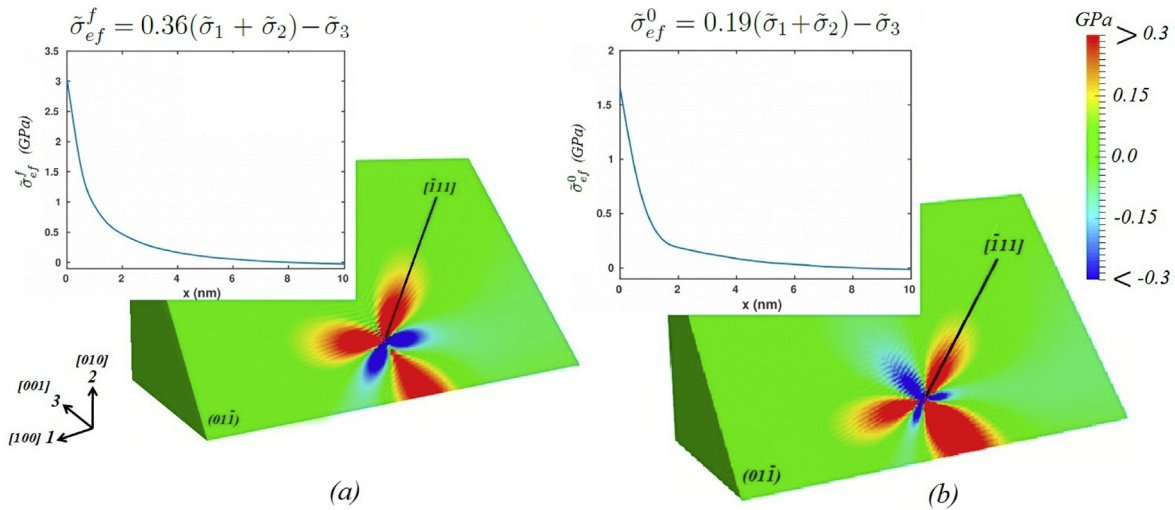 σ̃ᶠ_ef = 0.36(σ̃₁ + σ̃₂) − σ̃₃
3.5
3
2.5
2
1.5
1
0.5
0
σ̃ᶠ_ef (GPa)
0 2 4 6 8 10
x (nm)
[1̄11]
[010]
2
[001]
3
[100] 1
(011̄)
(a)
σ̃⁰_ef = 0.19(σ̃₁+σ̃₂) − σ̃₃
2
1.5
1
0.5
0
σ̃⁰_ef (GPa)
0 2 4 6 8 10
x (nm)
[1̄11]
(011̄)
(b)
GPa
> 0.3
0.15
0.0
-0.15
< -0.3